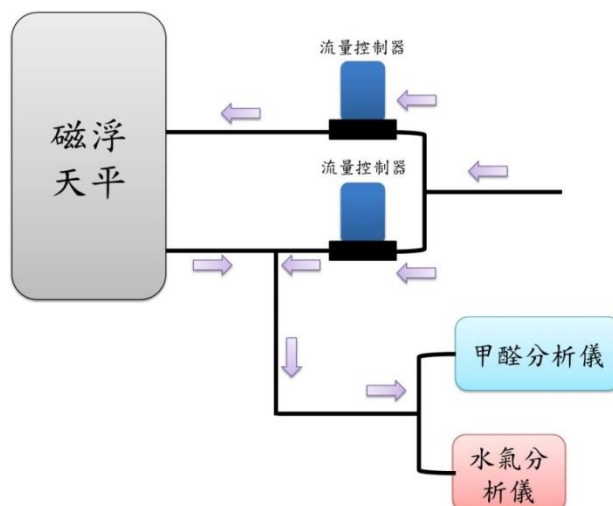 流量控制器
磁浮
天平
流量控制器
甲醛分析儀
水氣分
析儀